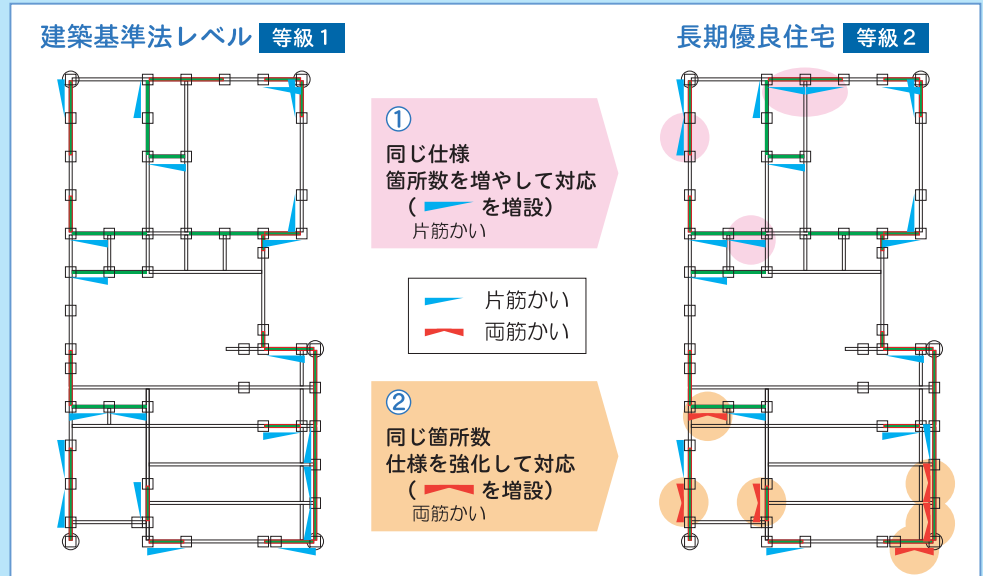 建築基準法レベル 等級1
長期優良住宅 等級2
①
同じ仕様
箇所数を増やして対応
( を増設)
片筋かい
片筋かい
両筋かい
②
同じ箇所数
仕様を強化して対応
( を増設)
両筋かい